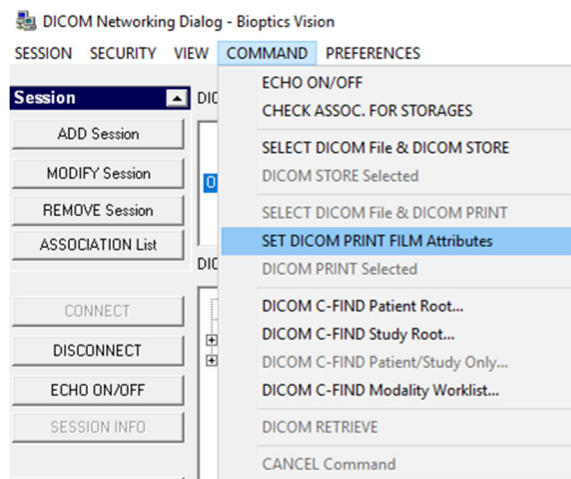 DICOM Networking Dialog - Bioptics Vision
SESSION SECURITY VIEW COMMAND PREFERENCES
Session
ADD Session
MODIFY Session
REMOVE Session
ASSOCIATION List
CONNECT
DISCONNECT
ECHO ON/OFF
SESSION INFO
DIC
0
DIC
ECHO ON/OFF
CHECK ASSOC. FOR STORAGES
SELECT DICOM File & DICOM STORE
DICOM STORE Selected
SELECT DICOM File & DICOM PRINT
SET DICOM PRINT FILM Attributes
DICOM PRINT Selected
DICOM C-FIND Patient Root...
DICOM C-FIND Study Root...
DICOM C-FIND Patient/Study Only...
DICOM C-FIND Modality Worklist...
DICOM RETRIEVE
CANCEL Command